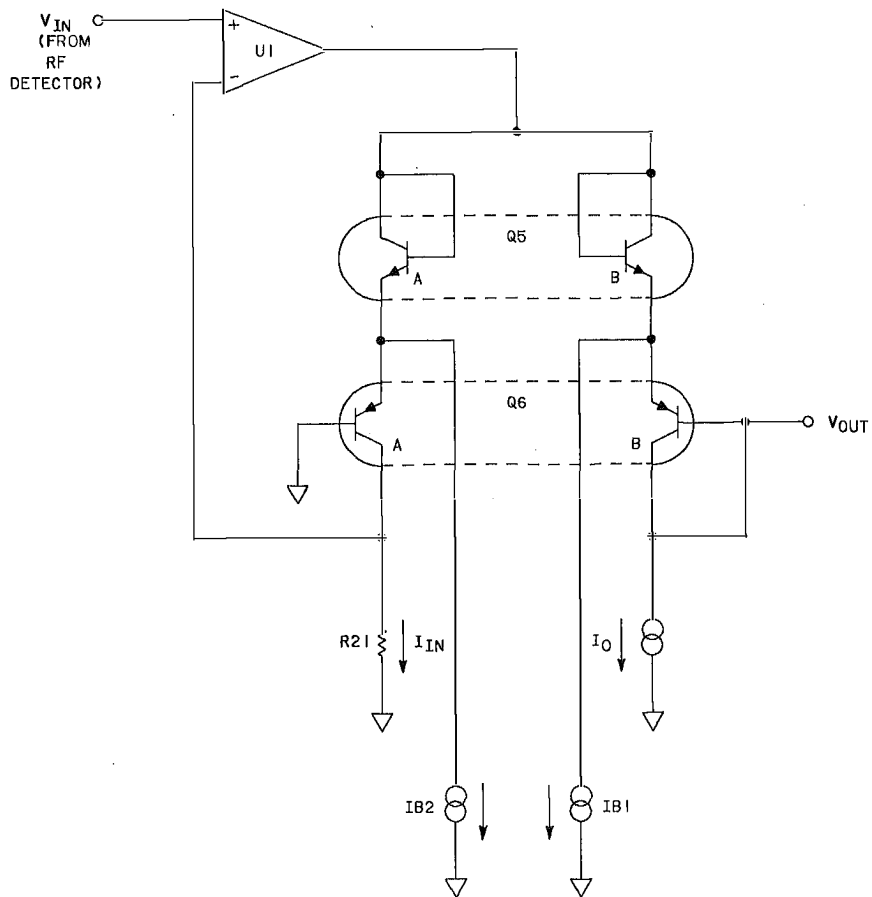 VIN
(FROM
RF
DETECTOR)
+
-
U1
Q5
A
B
Q6
A
B
VOUT
R21
IIN
IO
IB2
IB1